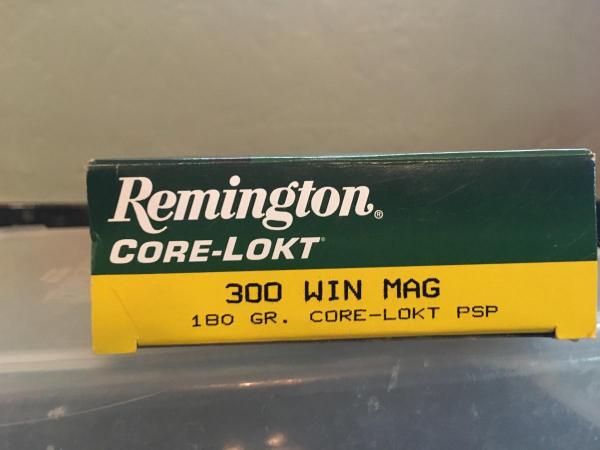 Remington®
CORE-LOKT
300 WIN MAG
180 GR. CORE-LOKT PSP